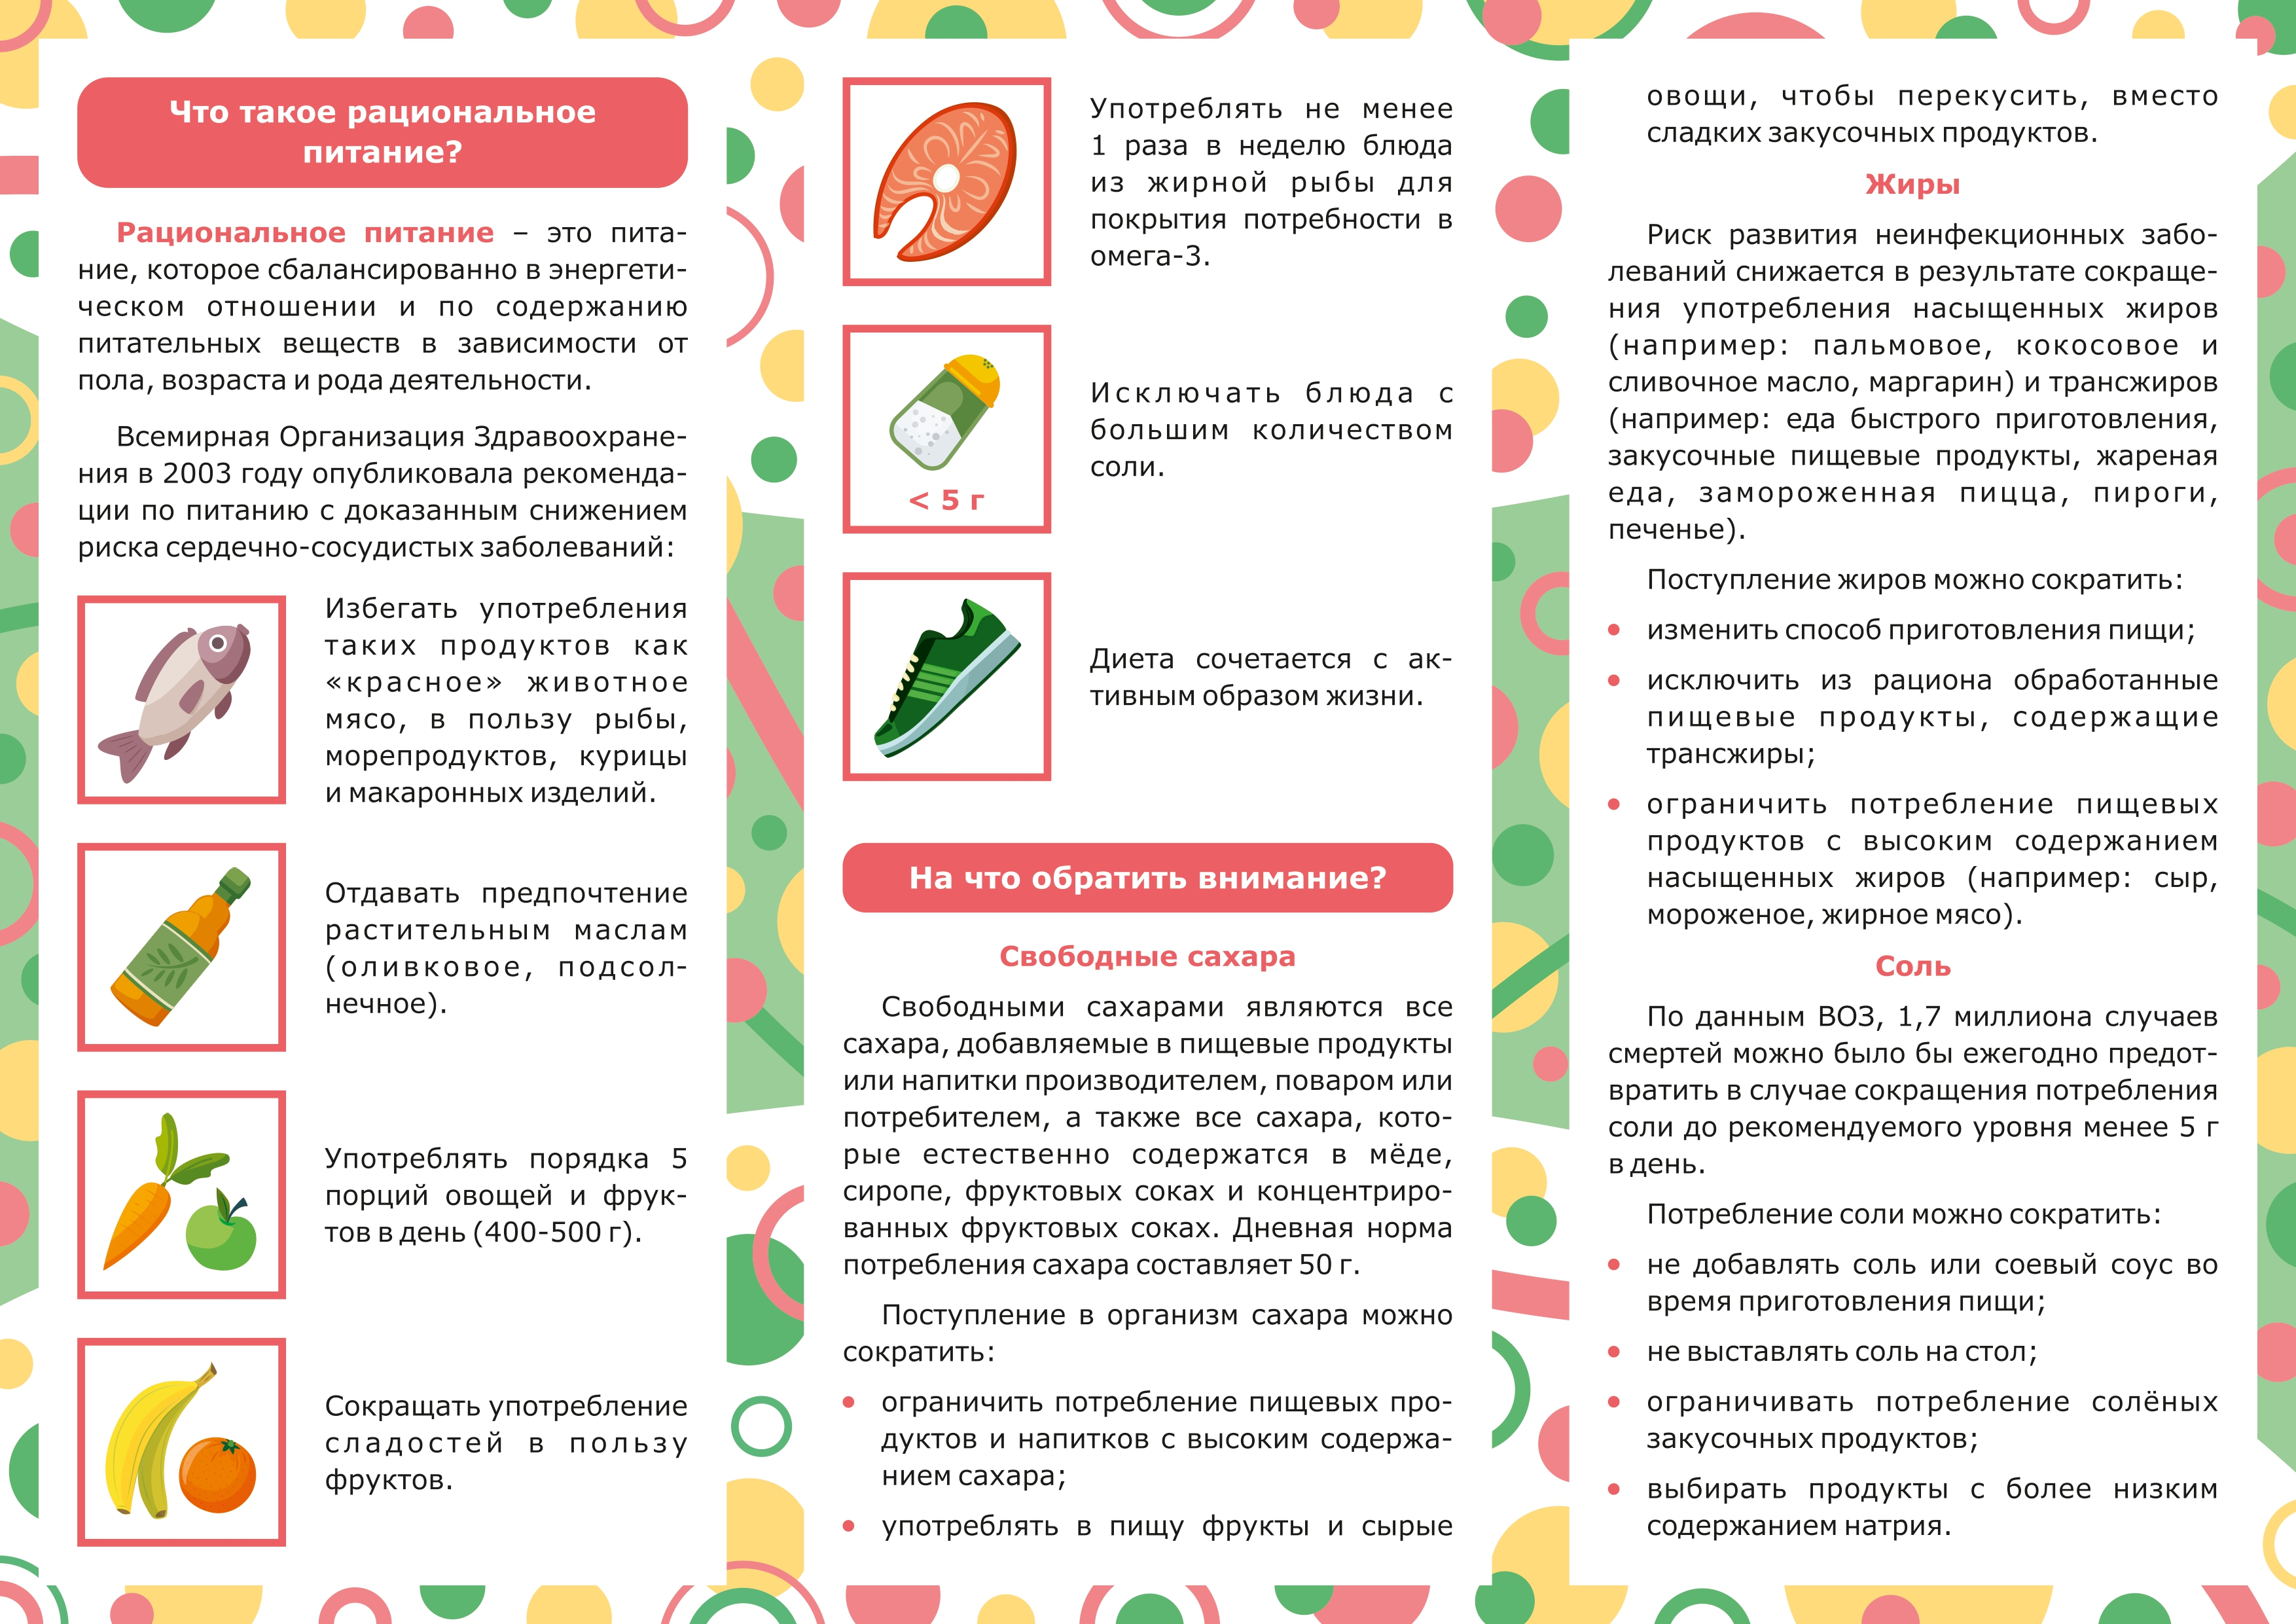 Что такое рациональное
питание?
Рациональное питание – это пита-
ние, которое сбалансированно в энергети-
ческом отношении и по содержанию
питательных веществ в зависимости от
пола, возраста и рода деятельности.
Всемирная Организация Здравоохране-
ния в 2003 году опубликовала рекоменда-
ции по питанию с доказанным снижением
риска сердечно-сосудистых заболеваний:
Избегать употребления
таких продуктов как
«красное» животное
мясо, в пользу рыбы,
морепродуктов, курицы
и макаронных изделий.
Отдавать предпочтение
растительным маслам
(оливковое, подсол-
нечное).
Употреблять порядка 5
порций овощей и фрук-
тов в день (400-500 г).
Сокращать употребление
сладостей в пользу
фруктов.
Употреблять не менее
1 раза в неделю блюда
из жирной рыбы для
покрытия потребности в
омега-3.
< 5 г
Исключать блюда с
большим количеством
соли.
Диета сочетается с ак-
тивным образом жизни.
На что обратить внимание?
Свободные сахара
Свободными сахарами являются все
сахара, добавляемые в пищевые продукты
или напитки производителем, поваром или
потребителем, а также все сахара, кото-
рые естественно содержатся в мёде,
сиропе, фруктовых соках и концентриро-
ванных фруктовых соках. Дневная норма
потребления сахара составляет 50 г.
Поступление в организм сахара можно
сократить:
• ограничить потребление пищевых про-
дуктов и напитков с высоким содержа-
нием сахара;
• употреблять в пищу фрукты и сырые
овощи, чтобы перекусить, вместо
сладких закусочных продуктов.
Жиры
Риск развития неинфекционных забо-
леваний снижается в результате сокраще-
ния употребления насыщенных жиров
(например: пальмовое, кокосовое и
сливочное масло, маргарин) и трансжиров
(например: еда быстрого приготовления,
закусочные пищевые продукты, жареная
еда, замороженная пицца, пироги,
печенье).
Поступление жиров можно сократить:
• изменить способ приготовления пищи;
• исключить из рациона обработанные
пищевые продукты, содержащие
трансжиры;
• ограничить потребление пищевых
продуктов с высоким содержанием
насыщенных жиров (например: сыр,
мороженое, жирное мясо).
Соль
По данным ВОЗ, 1,7 миллиона случаев
смертей можно было бы ежегодно предот-
вратить в случае сокращения потребления
соли до рекомендуемого уровня менее 5 г
в день.
Потребление соли можно сократить:
• не добавлять соль или соевый соус во
время приготовления пищи;
• не выставлять соль на стол;
• ограничивать потребление солёных
закусочных продуктов;
• выбирать продукты с более низким
содержанием натрия.